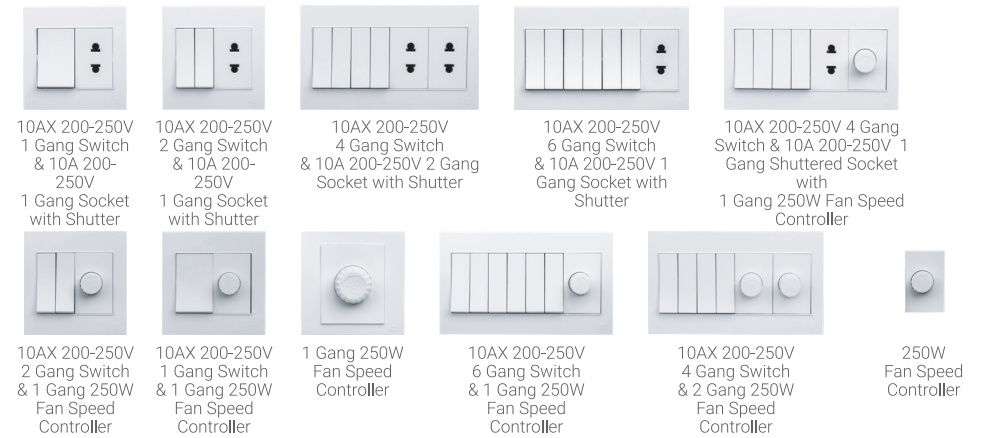 10AX 200-250V
1 Gang Switch
& 10A 200-
250V
1 Gang Socket
with Shutter
10AX 200-250V
2 Gang Switch
& 10A 200-
250V
1 Gang Socket
with Shutter
10AX 200-250V
4 Gang Switch
& 10A 200-250V 2 Gang
Socket with Shutter
10AX 200-250V
6 Gang Switch
& 10A 200-250V 1
Gang Socket with
Shutter
10AX 200-250V 4 Gang
Switch & 10A 200-250V 1
Gang Shuttered Socket
with
1 Gang 250W Fan Speed
Controller
10AX 200-250V
2 Gang Switch
& 1 Gang 250W
Fan Speed
Controller
10AX 200-250V
1 Gang Switch
& 1 Gang 250W
Fan Speed
Controller
1 Gang 250W
Fan Speed
Controller
10AX 200-250V
6 Gang Switch
& 1 Gang 250W
Fan Speed
Controller
10AX 200-250V
4 Gang Switch
& 2 Gang 250W
Fan Speed
Controller
250W
Fan Speed
Controller